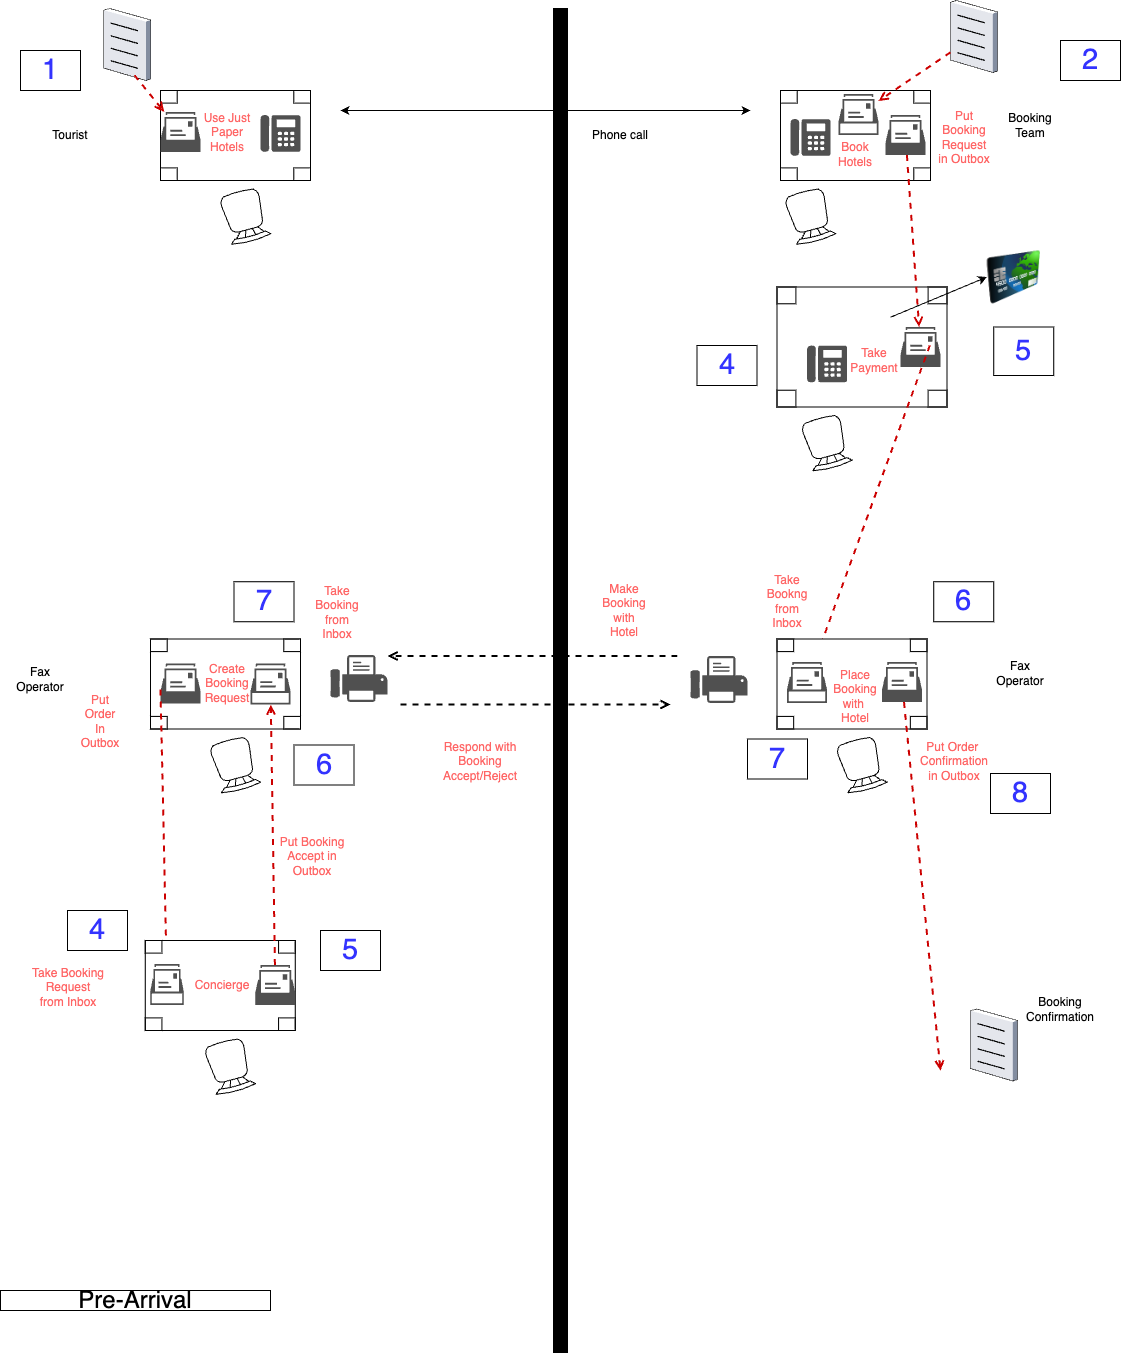 1
2
Tourist
Use Just
Paper
Hotels
Phone call
Book
Hotels
Put
Booking
Request
in Outbox
Booking
Team
4
Take
Payment
5
7
Take
Booking
from
Inbox
Make
Booking
with
Hotel
Take
Bookng
from
Inbox
6
Fax
Operator
Create
Booking
Request
Put
Order
In
Outbox
6
Respond with
Booking
Accept/Reject
Place
Booking
with
Hotel
Fax
Operator
7
Put Order
Confirmation
in Outbox
8
Put Booking
Accept in
Outbox
4
5
Take Booking
Request
from Inbox
Concierge
Booking
Confirmation
Pre-Arrival